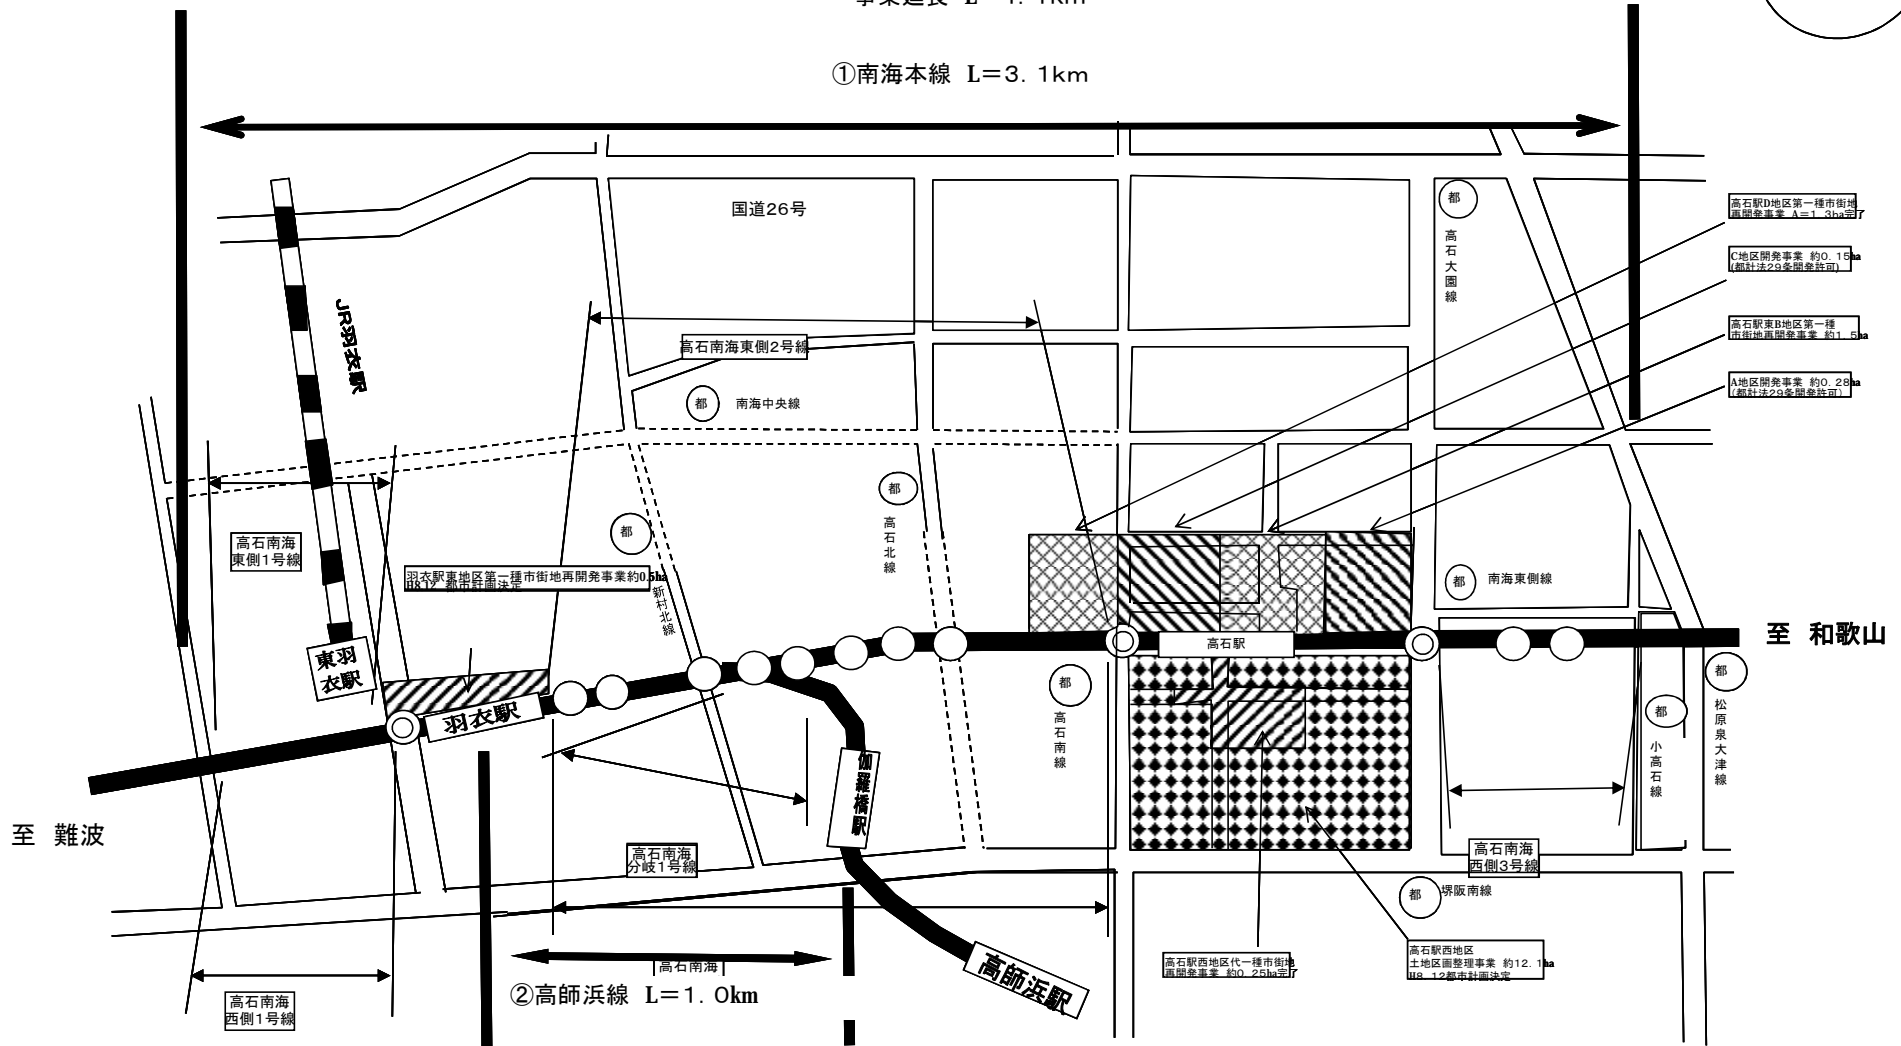 ①南海本線 L＝3．1km
国道26号
都
高石大園線
高石駅D地区第一種市街地
再開発事業 A＝1．3ha完了
C地区開発事業 約0．15ha
(都計法29条開発許可)
高石駅東B地区第一種
市街地再開発事業 約1．5ha
A地区開発事業 約0．28ha
(都計法29条開発許可)
JR羽衣駅
高石南海東側2号線
都
南海中央線
都
高石北線
都
新村北線
高石南海
東側1号線
羽衣駅東地区第一種市街地再開発事業約0.5ha
H8.12 都市計画決定
都
南海東側線
東羽
衣駅
羽衣駅
高石駅
至 和歌山
都
高石南線
都
小高石線
都
松原泉大津線
伽羅橋駅
至 難波
高石南海
分岐1号線
高石南海
西側3号線
都
堺阪南線
高石駅西地区代一種市街地
再開発事業 約0．25ha完了
高石駅西地区
土地区画整理事業 約12．1ha
H8．12都市計画決定
高石南海
高師浜駅
②高師浜線 L＝1．0km
高石南海
西側1号線